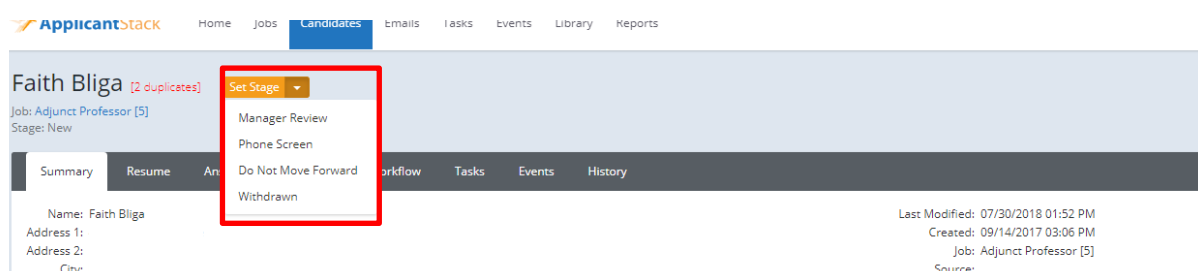 ApplicantStack Home Jobs Candidates Emails Tasks Events Library Reports
Faith Bliga [2 duplicates] Set Stage
Job: Adjunct Professor [5]
Stage: New
Manager Review
Phone Screen
Do Not Move Forward
Withdrawn
Summary Resume An orkflow Tasks Events History
Name: Faith Bliga
Address 1:
Address 2:
City:
Last Modified: 07/30/2018 01:52 PM
Created: 09/14/2017 03:06 PM
Job: Adjunct Professor [5]
Source: